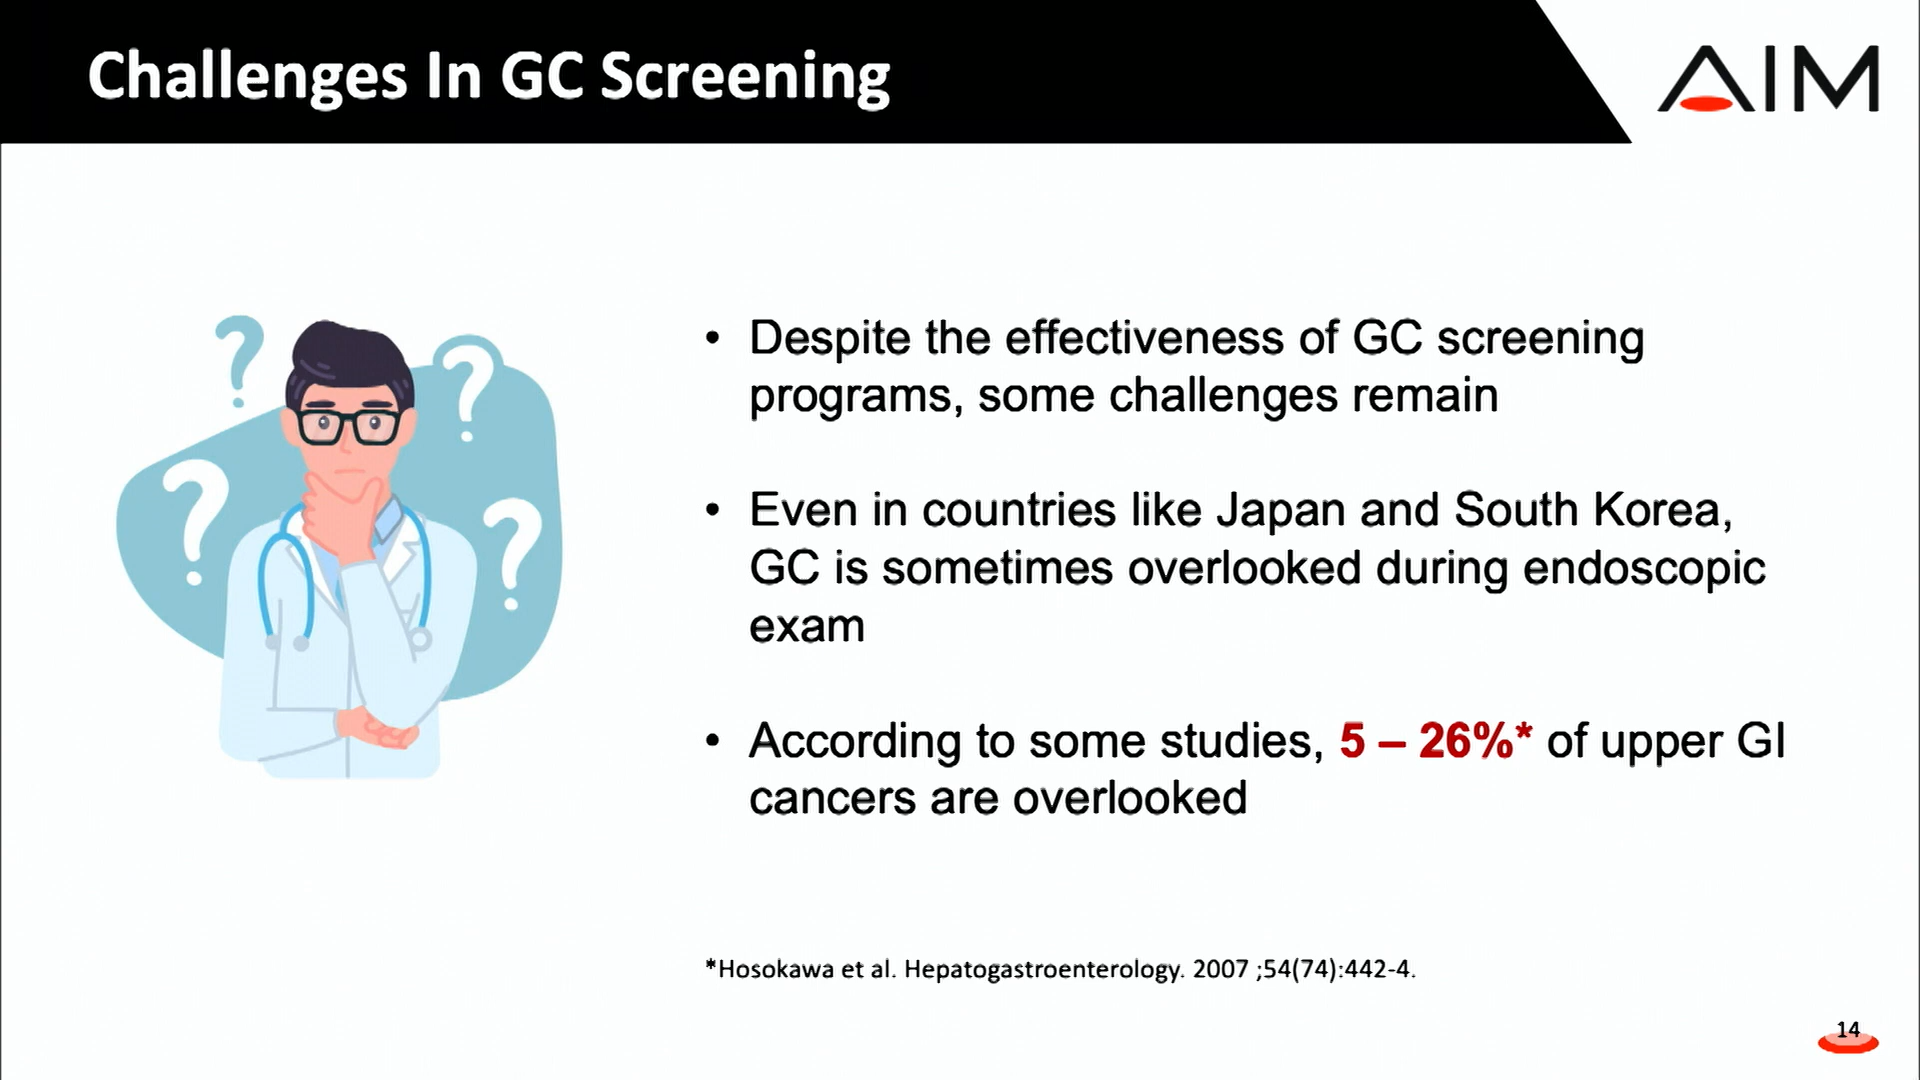 Challenges In GC Screening
AIM
• Despite the effectiveness of GC screening
programs, some challenges remain
• Even in countries like Japan and South Korea,
GC is sometimes overlooked during endoscopic
exam
• According to some studies, 5 – 26%* of upper GI
cancers are overlooked
*Hosokawa et al. Hepatogastroenterology. 2007 ;54(74):442-4.
14
? ? ? ?